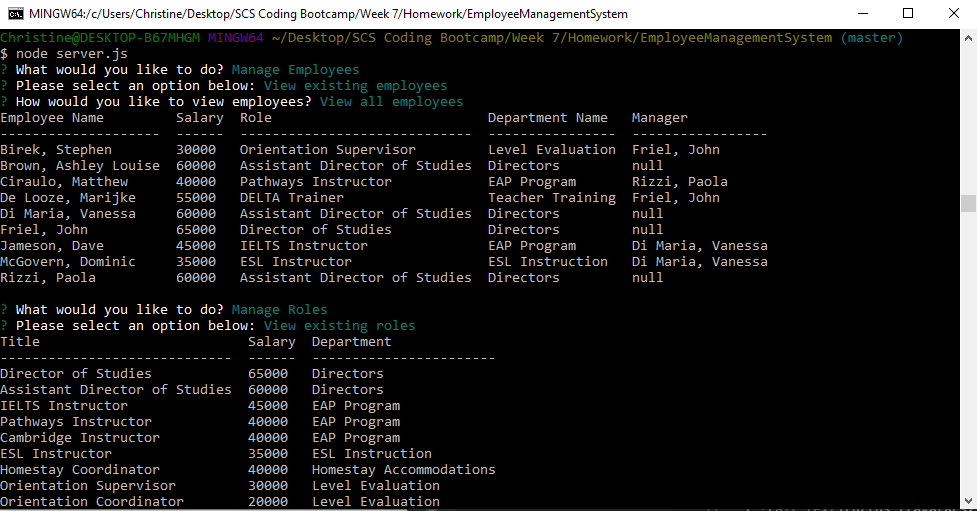 MINGW64:/c/Users/Christine/Desktop/SCS Coding Bootcamp/Week 7/Homework/EmployeeManagementSystem
Christine@DESKTOP-B67MHGM MINGW64 ~/Desktop/SCS Coding Bootcamp/Week 7/Homework/EmployeeManagementSystem (master)
$ node server.js
? What would you like to do? Manage Employees
? Please select an option below: View existing employees
? How would you like to view employees? View all employees
Employee Name         Salary  Role                           Department Name   Manager
--------------------  ------  -----------------------------  ----------------  -----------------
Birek, Stephen        30000   Orientation Supervisor         Level Evaluation  Friel, John
Brown, Ashley Louise  60000   Assistant Director of Studies  Directors         null
Ciraulo, Matthew      40000   Pathways Instructor            EAP Program       Rizzi, Paola
De Looze, Marijke     55000   DELTA Trainer                  Teacher Training  Friel, John
Di Maria, Vanessa     60000   Assistant Director of Studies  Directors         null
Friel, John           65000   Director of Studies            Directors         null
Jameson, Dave         45000   IELTS Instructor               EAP Program       Di Maria, Vanessa
McGovern, Dominic     35000   ESL Instructor                 ESL Instruction   Di Maria, Vanessa
Rizzi, Paola          60000   Assistant Director of Studies  Directors         null
? What would you like to do? Manage Roles
? Please select an option below: View existing roles
Title                          Salary  Department
-----------------------------  ------  -----------------------
Director of Studies            65000   Directors
Assistant Director of Studies  60000   Directors
IELTS Instructor               45000   EAP Program
Pathways Instructor            40000   EAP Program
Cambridge Instructor           40000   EAP Program
ESL Instructor                 35000   ESL Instruction
Homestay Coordinator           40000   Homestay Accommodations
Orientation Supervisor         30000   Level Evaluation
Orientation Coordinator        20000   Level Evaluation